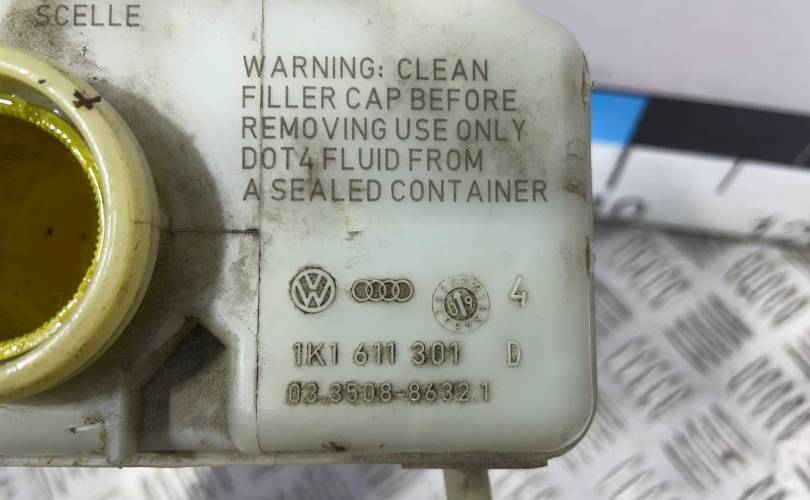 SCELLE
WARNING: CLEAN
FILLER CAP BEFORE
REMOVING USE ONLY
DOT4 FLUID FROM
A SEALED CONTAINER
4
1K1 611 301 D
03.3508-8632.1